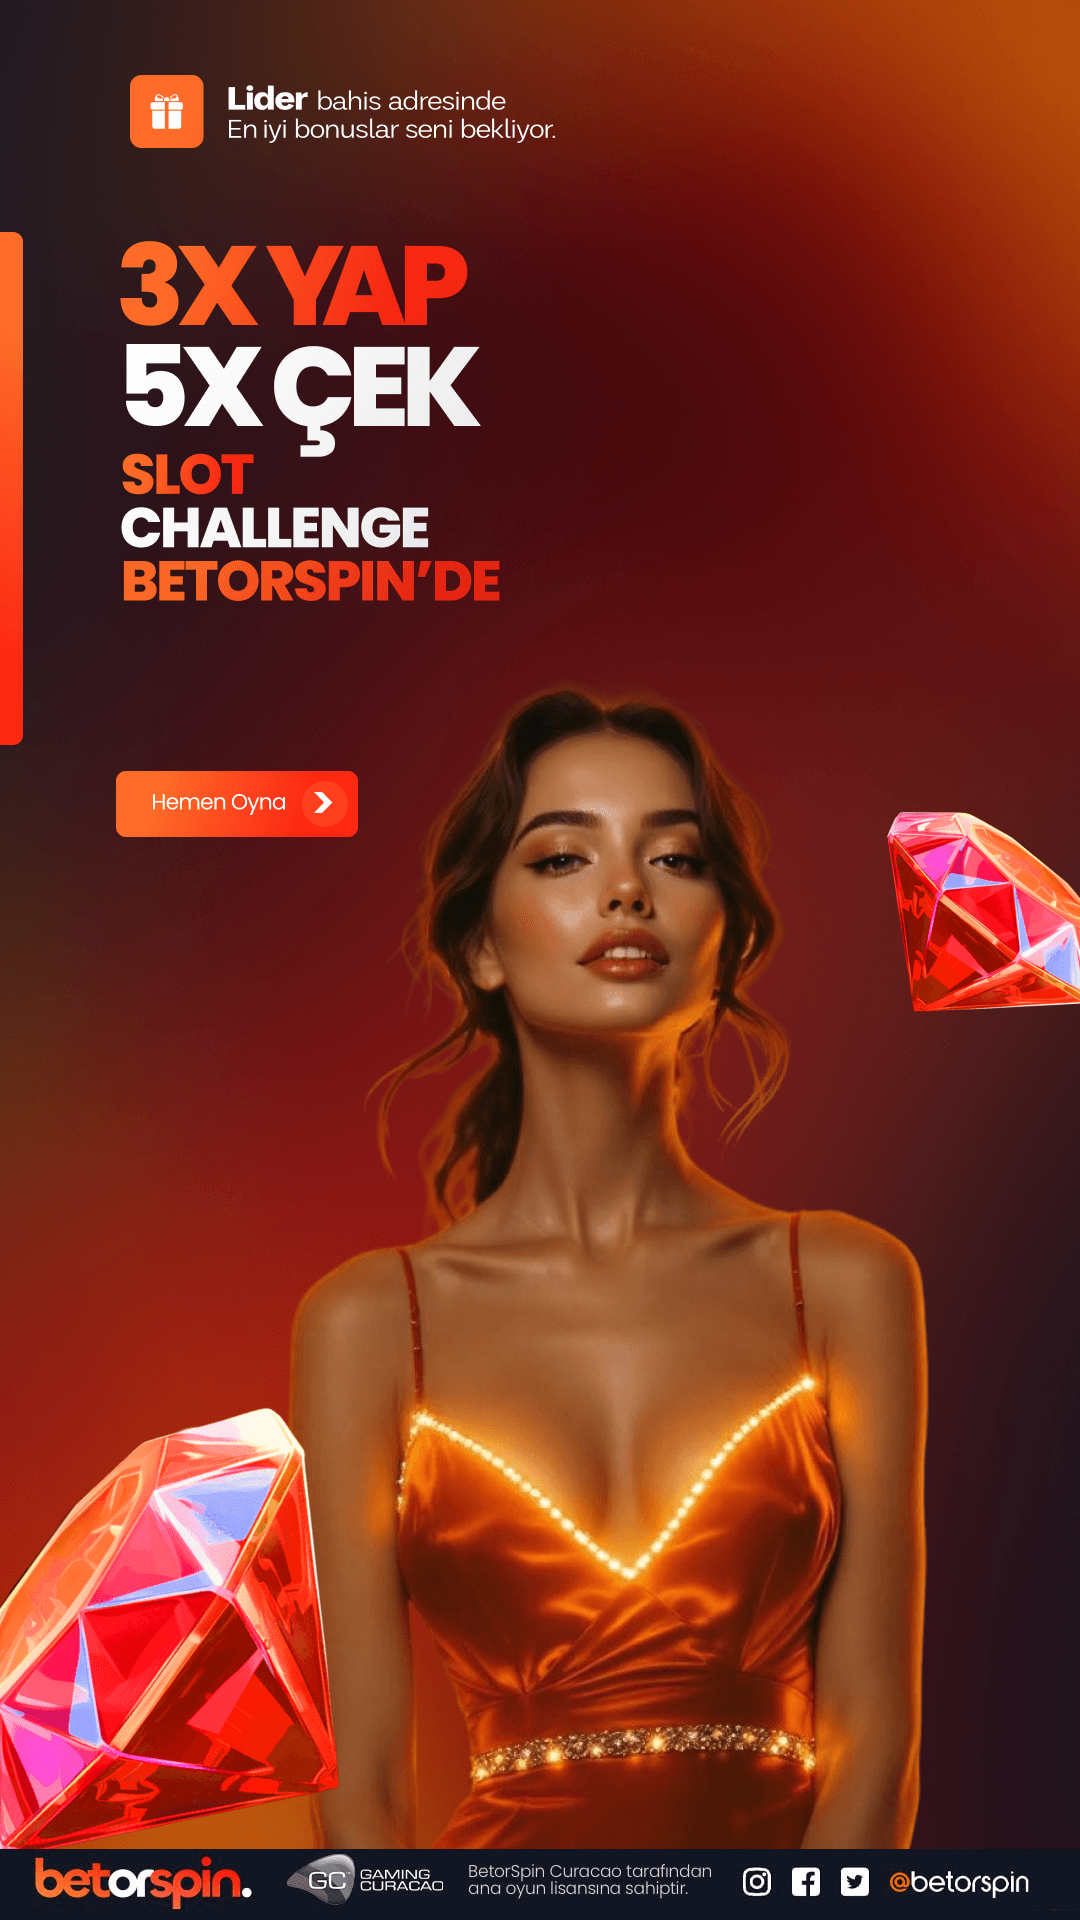 Lider bahis adresinde
En iyi bonuslar seni bekliyor.
3X YAP
5X ÇEK
SLOT
CHALLENGE
BETORSPIN'DE
Hemen Oyna
betorspin.
GC GAMING
CURACAO
BetorSpin Curacao tarafından
ana oyun lisansına sahiptir.
@betorspin